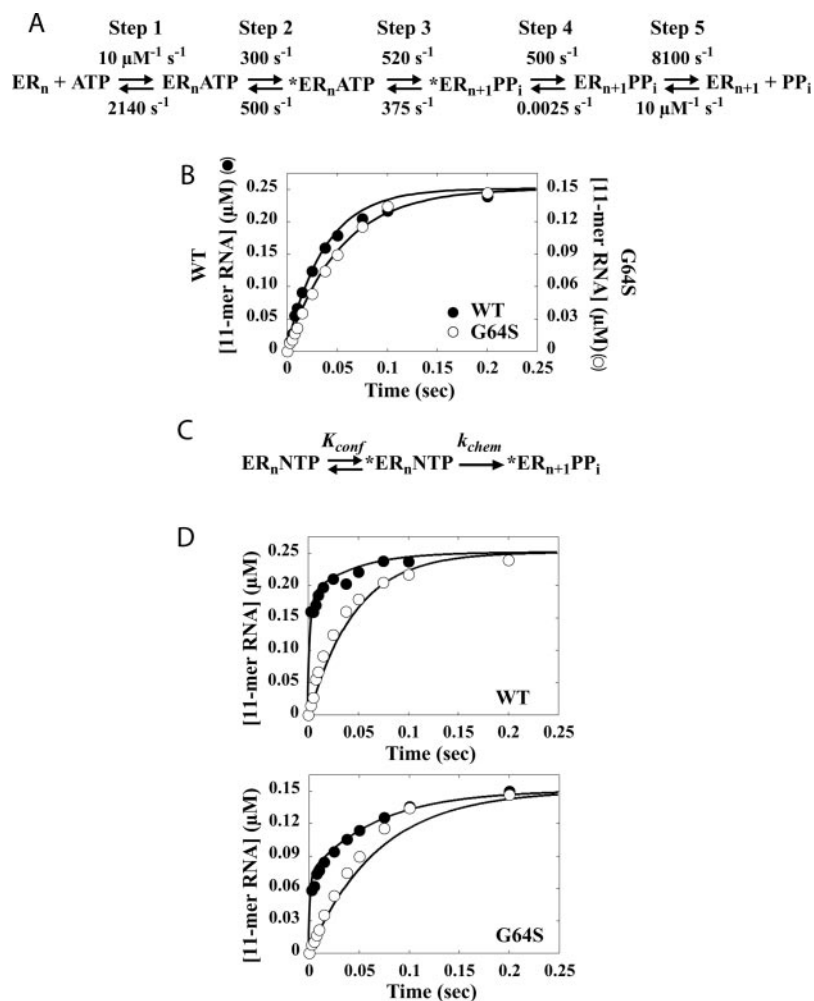 A
Step 1 Step 2 Step 3 Step 4 Step 5
10 μM⁻¹ s⁻¹ 300 s⁻¹ 520 s⁻¹ 500 s⁻¹ 8100 s⁻¹
ERₙ + ATP ⇌ ERₙATP ⇌ *ERₙATP ⇌ *ERₙ₊₁PPᵢ ⇌ ERₙ₊₁PPᵢ ⇌ ERₙ₊₁ + PPᵢ
2140 s⁻¹ 500 s⁻¹ 375 s⁻¹ 0.0025 s⁻¹ 10 μM⁻¹ s⁻¹
B
WT
[11-mer RNA] (μM) (●)
0.25
0.20
0.15
0.10
0.05
0
0.15
0.12
0.09
0.06
0.03
0
G64S
[11-mer RNA] (μM) (○)
● WT
○ G64S
0 0.05 0.1 0.15 0.2 0.25
Time (sec)
C
K_conf k_chem
ERₙNTP ⇌ *ERₙNTP → *ERₙ₊₁PPᵢ
D
[11-mer RNA] (μM)
0.25
0.20
0.15
0.10
0.05
0
WT
0 0.05 0.1 0.15 0.2 0.25
Time (sec)
[11-mer RNA] (μM)
0.15
0.12
0.09
0.06
0.03
0
G64S
0 0.05 0.1 0.15 0.2 0.25
Time (sec)